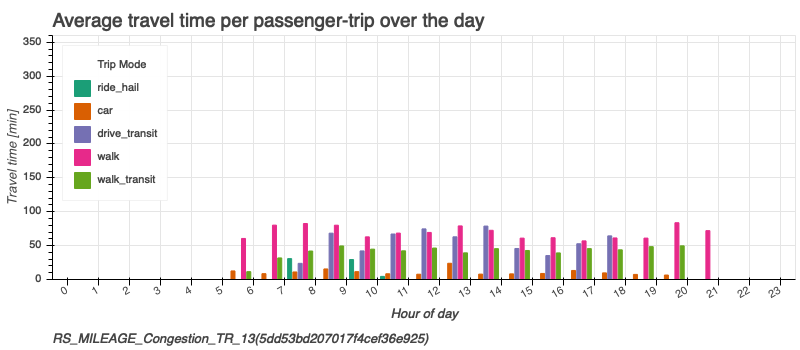 Average travel time per passenger-trip over the day
350
300
250
200
150
100
50
0
Travel time [min]
Trip Mode
ride_hail
car
drive_transit
walk
walk_transit
0 1 2 3 4 5 6 7 8 9 10 11 12 13 14 15 16 17 18 19 20 21 22 23
Hour of day
RS_MILEAGE_Congestion_TR_13(5dd53bd207017f4cef36e925)